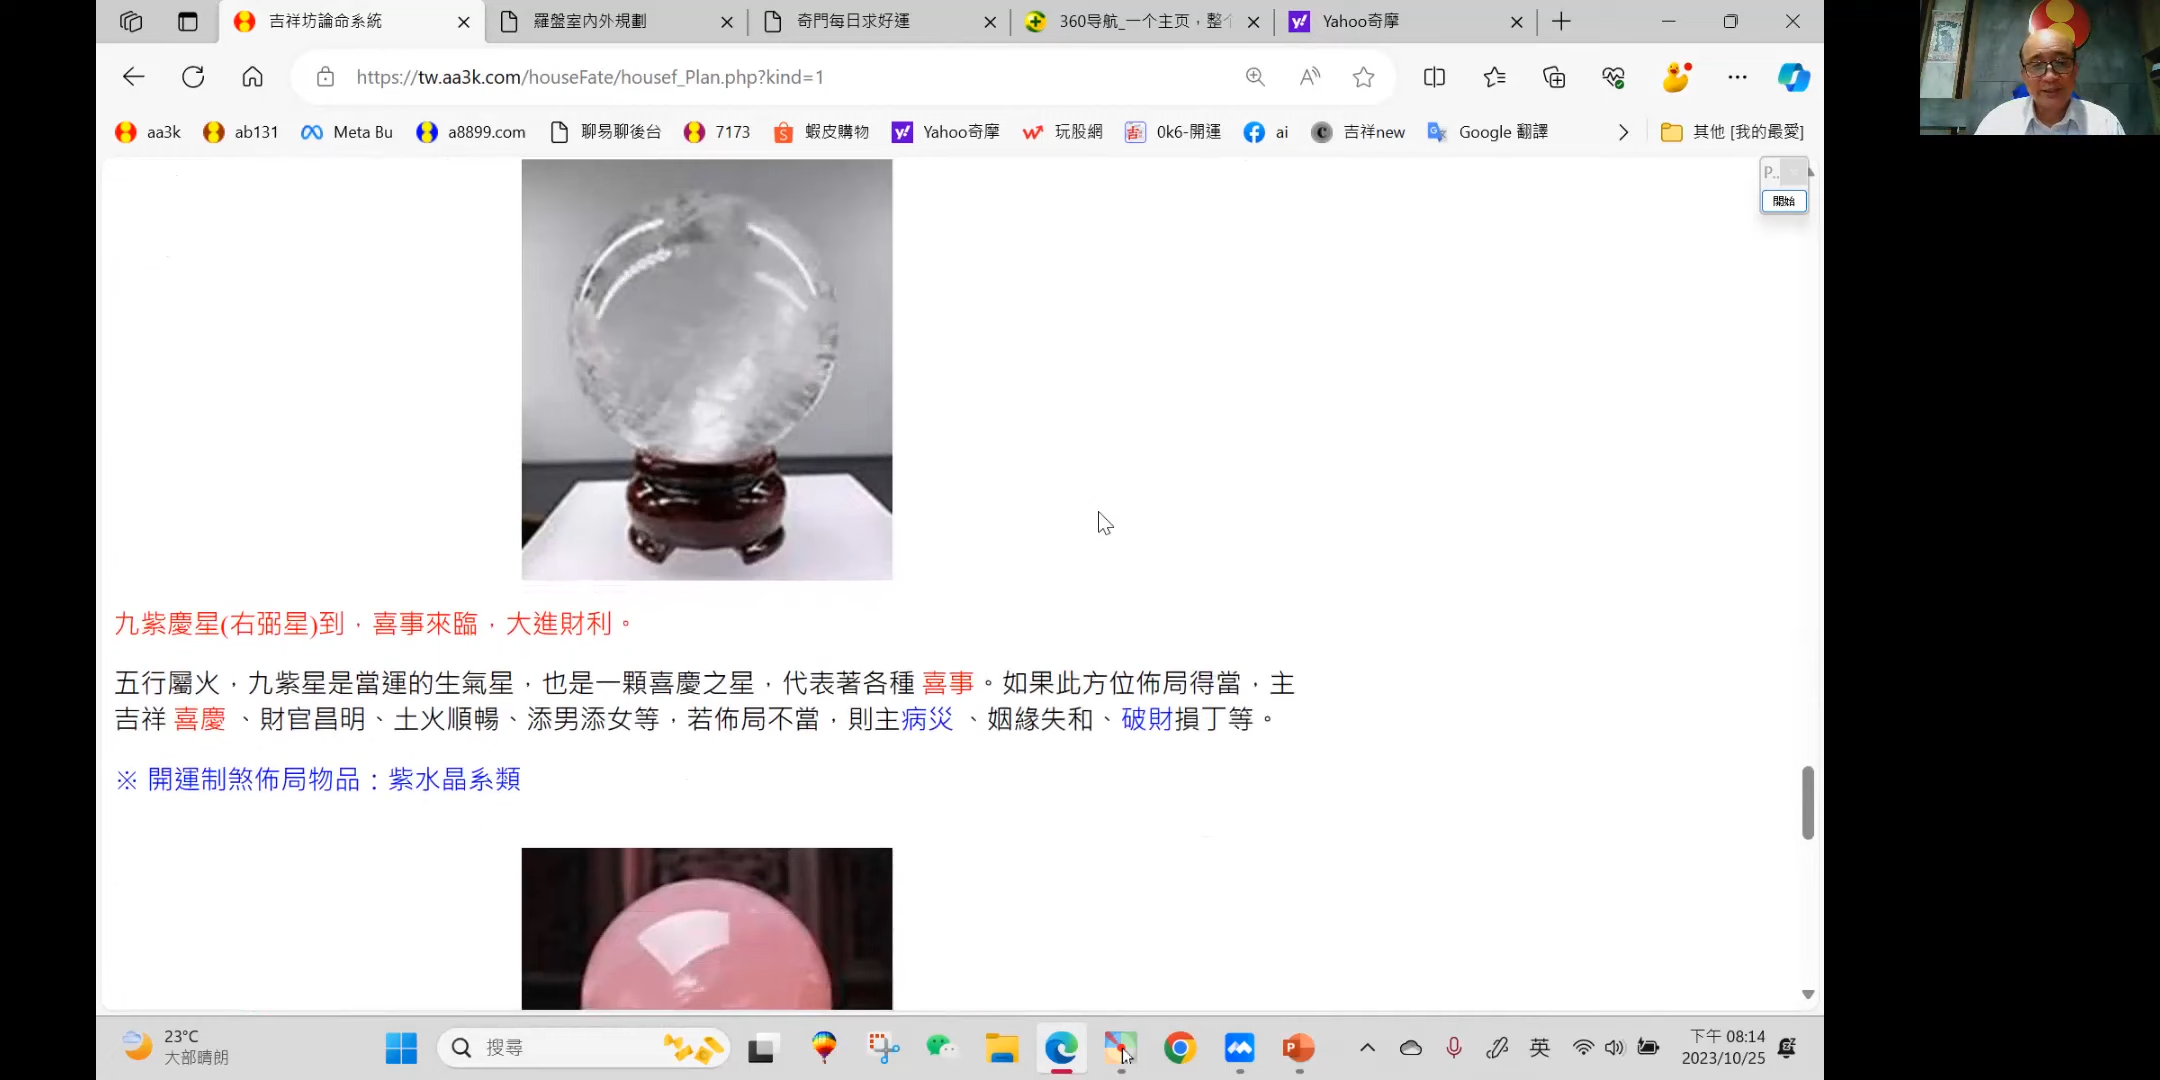 吉祥坊論命系統
羅盤室內外規劃
奇門每日求好運
360导航_一个主页，整个
Yahoo奇摩
https://tw.aa3k.com/houseFate/housef_Plan.php?kind=1
aa3k
ab131
Meta Bu
a8899.com
聊易聊後台
7173
蝦皮購物
Yahoo奇摩
玩股網
0k6-開運
ai
吉祥new
Google 翻譯
其他 [我的最愛]
P..
開始
九紫慶星(右弼星)到，喜事來臨，大進財利。
五行屬火，九紫星是當運的生氣星，也是一顆喜慶之星，代表著各種 喜事。如果此方位佈局得當，主
吉祥 喜慶 、財官昌明、土火順暢、添男添女等，若佈局不當，則主病災 、姻緣失和、破財損丁等。
※ 開運制煞佈局物品：紫水晶系類
23°C
大部晴朗
搜尋
英
下午 08:14
2023/10/25